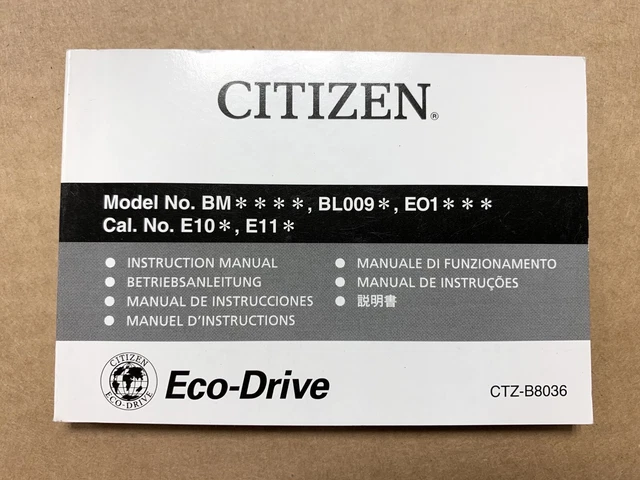 CITIZEN®
Model No. BM＊＊＊＊, BL009＊, EO1＊＊＊
Cal. No. E10＊, E11＊
● INSTRUCTION MANUAL
● BETRIEBSANLEITUNG
● MANUAL DE INSTRUCCIONES
● MANUEL D'INSTRUCTIONS
● MANUALE DI FUNZIONAMENTO
● MANUAL DE INSTRUÇÕES
● 説明書
CITIZEN
ECO-DRIVE
Eco-Drive
CTZ-B8036